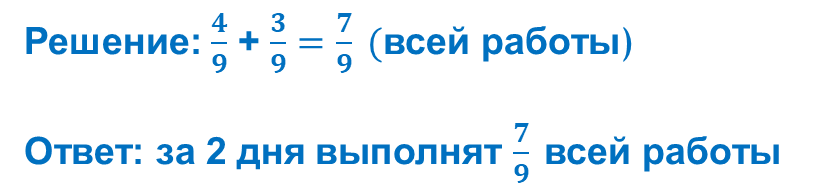 Решение: 4/9 + 3/9 = 7/9 (всей работы)
Ответ: за 2 дня выполнят 7/9 всей работы